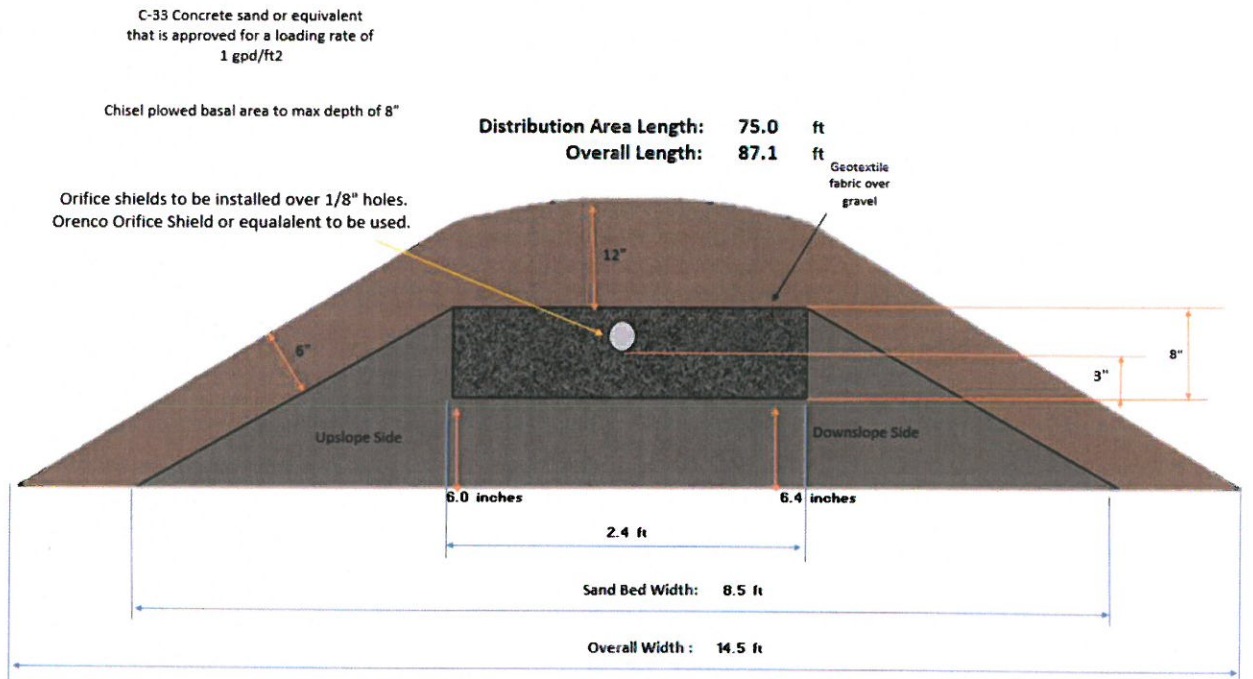 C-33 Concrete sand or equivalent
that is approved for a loading rate of
1 gpd/ft2
Chisel plowed basal area to max depth of 8"
Distribution Area Length: 75.0 ft
Overall Length: 87.1 ft
Geotextile
fabric over
gravel
Orifice shields to be installed over 1/8" holes.
Orenco Orifice Shield or equalalent to be used.
12"
6"
8"
3"
Upslope Side
Downslope Side
6.0 inches
6.4 inches
2.4 ft
Sand Bed Width: 8.5 ft
Overall Width : 14.5 ft